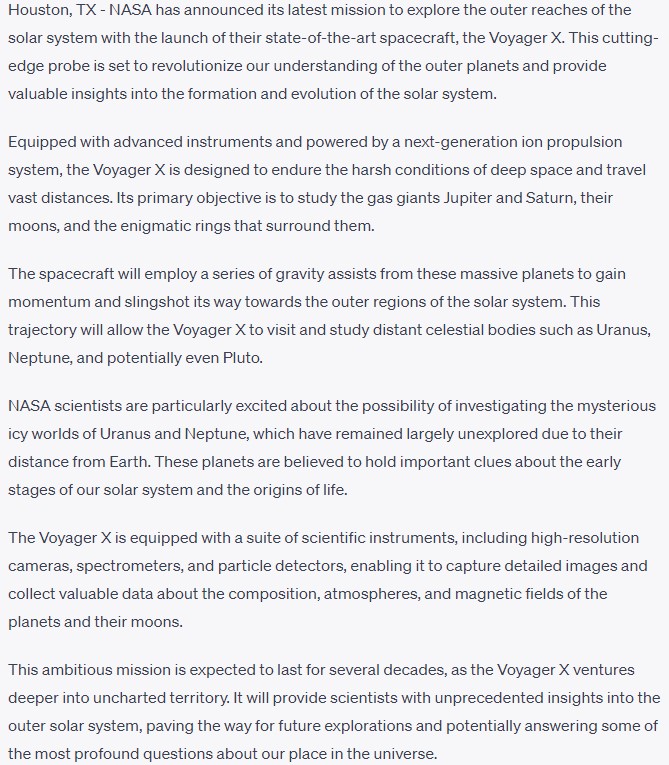 Houston, TX - NASA has announced its latest mission to explore the outer reaches of the
solar system with the launch of their state-of-the-art spacecraft, the Voyager X. This cutting-
edge probe is set to revolutionize our understanding of the outer planets and provide
valuable insights into the formation and evolution of the solar system.
Equipped with advanced instruments and powered by a next-generation ion propulsion
system, the Voyager X is designed to endure the harsh conditions of deep space and travel
vast distances. Its primary objective is to study the gas giants Jupiter and Saturn, their
moons, and the enigmatic rings that surround them.
The spacecraft will employ a series of gravity assists from these massive planets to gain
momentum and slingshot its way towards the outer regions of the solar system. This
trajectory will allow the Voyager X to visit and study distant celestial bodies such as Uranus,
Neptune, and potentially even Pluto.
NASA scientists are particularly excited about the possibility of investigating the mysterious
icy worlds of Uranus and Neptune, which have remained largely unexplored due to their
distance from Earth. These planets are believed to hold important clues about the early
stages of our solar system and the origins of life.
The Voyager X is equipped with a suite of scientific instruments, including high-resolution
cameras, spectrometers, and particle detectors, enabling it to capture detailed images and
collect valuable data about the composition, atmospheres, and magnetic fields of the
planets and their moons.
This ambitious mission is expected to last for several decades, as the Voyager X ventures
deeper into uncharted territory. It will provide scientists with unprecedented insights into the
outer solar system, paving the way for future explorations and potentially answering some of
the most profound questions about our place in the universe.